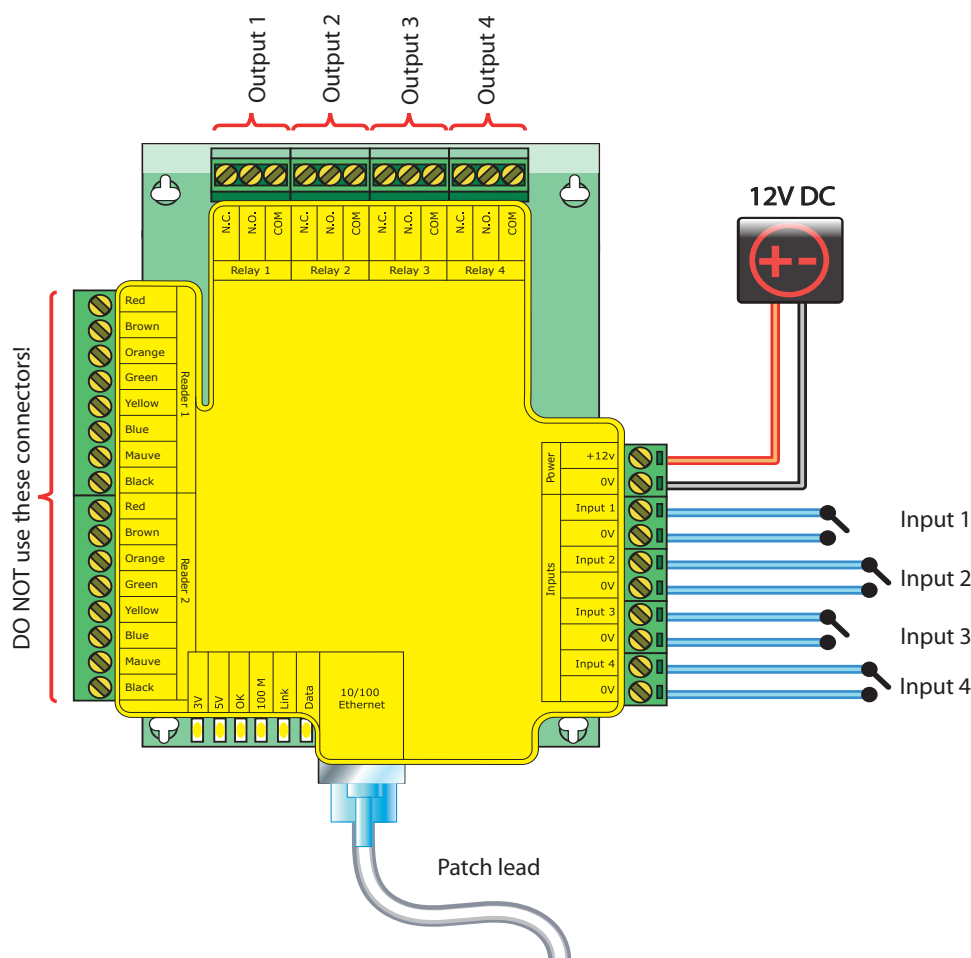 Output 1
Output 2
Output 3
Output 4
N.C.
N.O.
COM
N.C.
N.O.
COM
N.C.
N.O.
COM
N.C.
N.O.
COM
Relay 1
Relay 2
Relay 3
Relay 4
12V DC
DO NOT use these connectors!
Red
Brown
Orange
Green
Yellow
Blue
Mauve
Black
Reader 1
Red
Brown
Orange
Green
Yellow
Blue
Mauve
Black
Reader 2
Power
+12v
0V
Inputs
Input 1
0V
Input 2
0V
Input 3
0V
Input 4
0V
Input 1
Input 2
Input 3
Input 4
3V
5V
OK
100 M
Link
Data
10/100
Ethernet
Patch lead